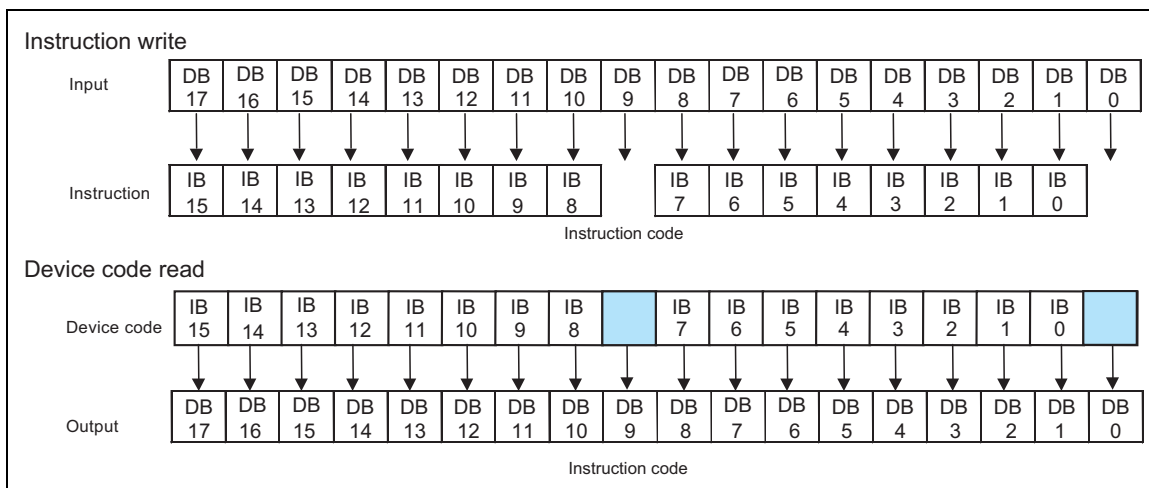 Instruction write
Input DB 17 DB 16 DB 15 DB 14 DB 13 DB 12 DB 11 DB 10 DB 9 DB 8 DB 7 DB 6 DB 5 DB 4 DB 3 DB 2 DB 1 DB 0
Instruction IB 15 IB 14 IB 13 IB 12 IB 11 IB 10 IB 9 IB 8 IB 7 IB 6 IB 5 IB 4 IB 3 IB 2 IB 1 IB 0
Instruction code
Device code read
Device code IB 15 IB 14 IB 13 IB 12 IB 11 IB 10 IB 9 IB 8 IB 7 IB 6 IB 5 IB 4 IB 3 IB 2 IB 1 IB 0
Output DB 17 DB 16 DB 15 DB 14 DB 13 DB 12 DB 11 DB 10 DB 9 DB 8 DB 7 DB 6 DB 5 DB 4 DB 3 DB 2 DB 1 DB 0
Instruction code